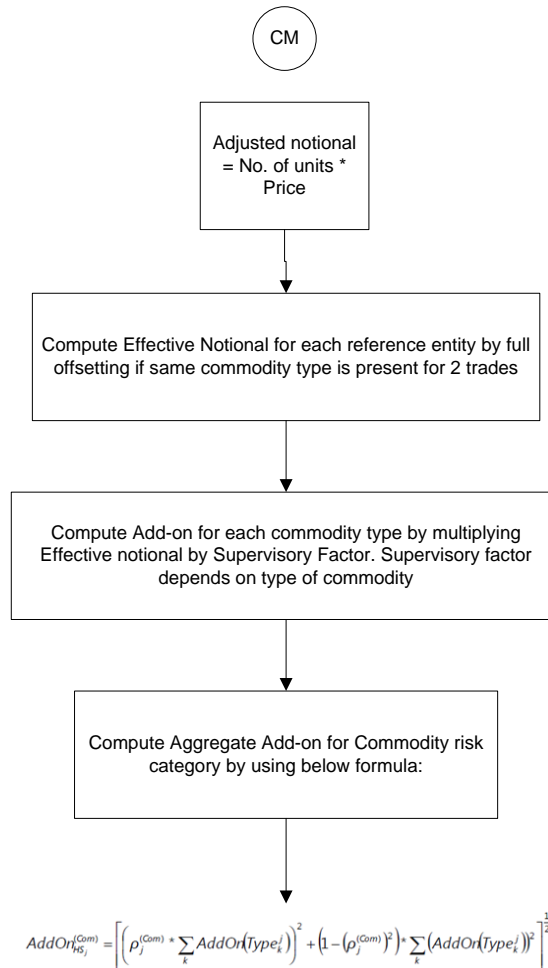 CM
Adjusted notional
= No. of units *
Price
Compute Effective Notional for each reference entity by full
offsetting if same commodity type is present for 2 trades
Compute Add-on for each commodity type by multiplying
Effective notional by Supervisory Factor. Supervisory factor
depends on type of commodity
Compute Aggregate Add-on for Commodity risk
category by using below formula:
AddOn_{HS_j}^{(Com)} = [ ( ρ_j^{(Com)} * ∑_k AddOn(Type_k^j) )^2 + (1 − (ρ_j^{(Com)})^2) * ∑_k (AddOn(Type_k^j))^2 ]^{1/2}